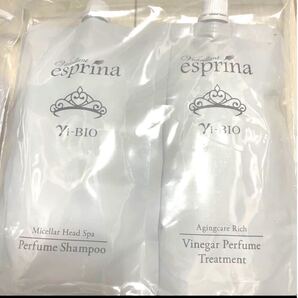 esprina
γi-BIO
Micellar Head Spa
Perfume Shampoo
esprina
γi-BIO
Agingcare Rich
Vinegar Perfume
Treatment